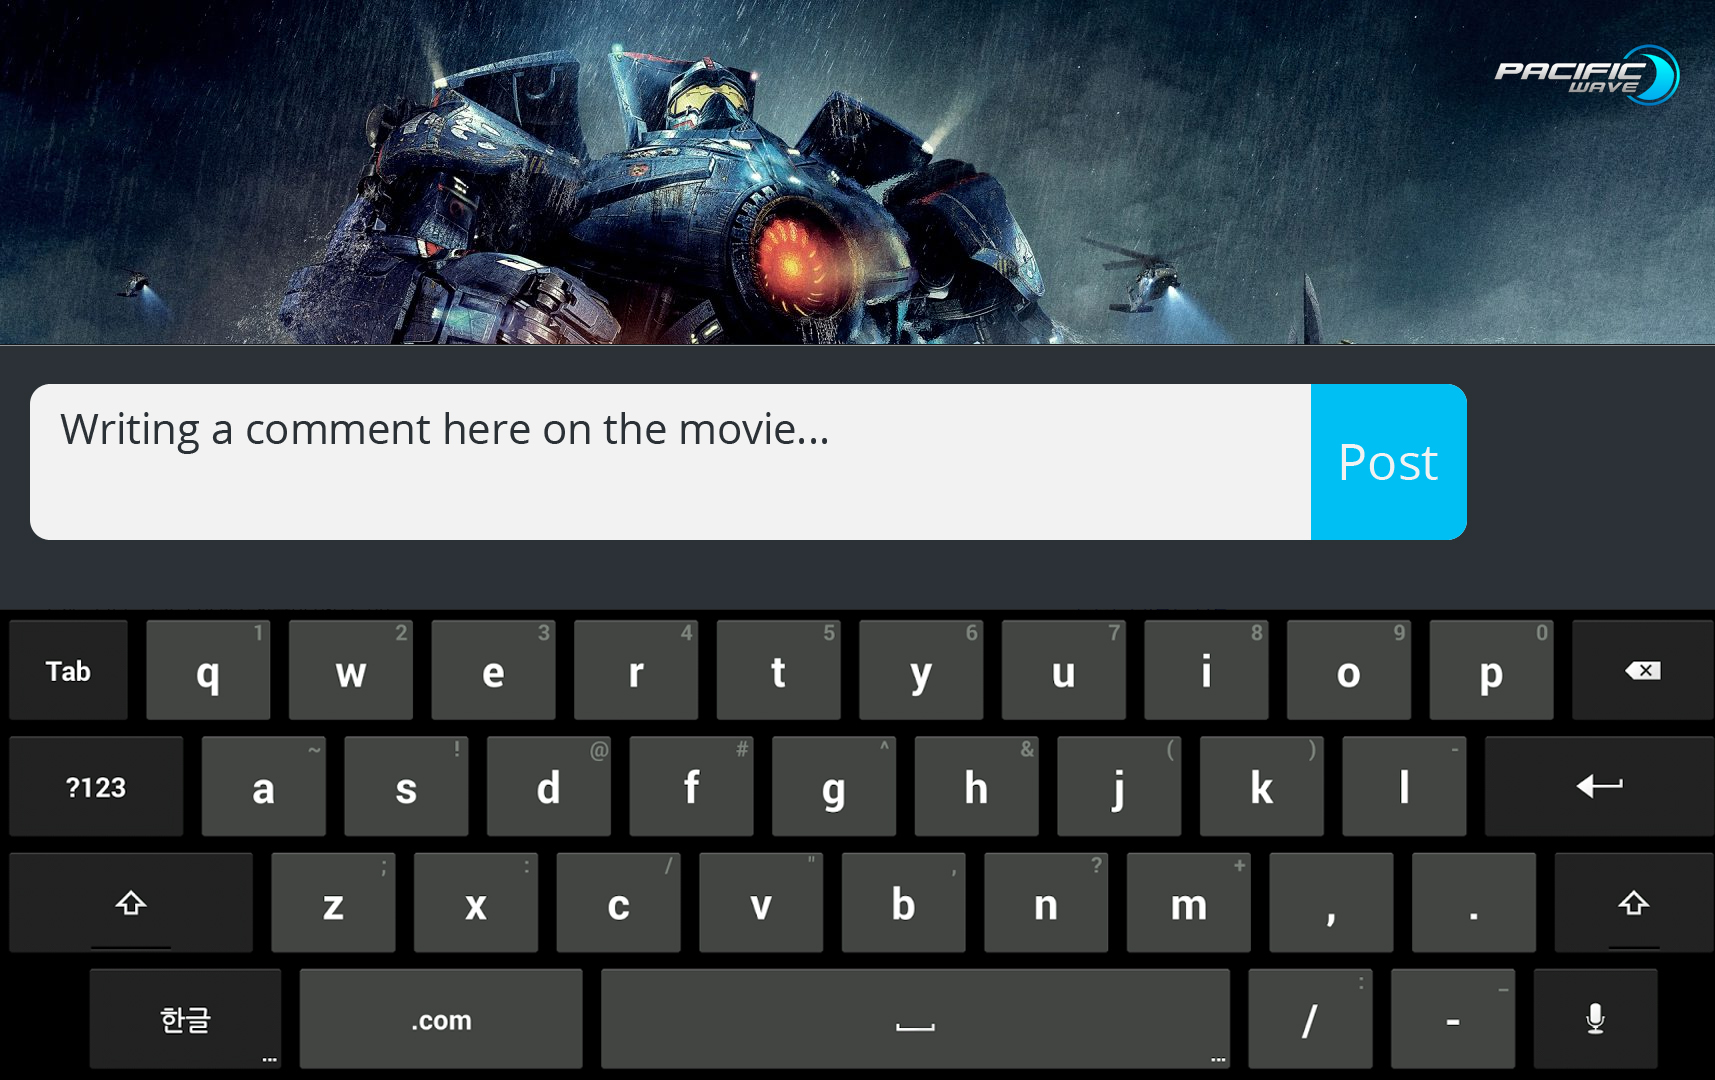 PACIFIC
WAVE
Writing a comment here on the movie...
Post
Tab q 1 w 2 e 3 r 4 t 5 y 6 u 7 i 8 o 9 p 0
?123 a ~ s ! d @ f # g ^ h & j ( k ) l -
z ; x : c / v " b , n ? m + , .
한글 ... .com ... / : - _